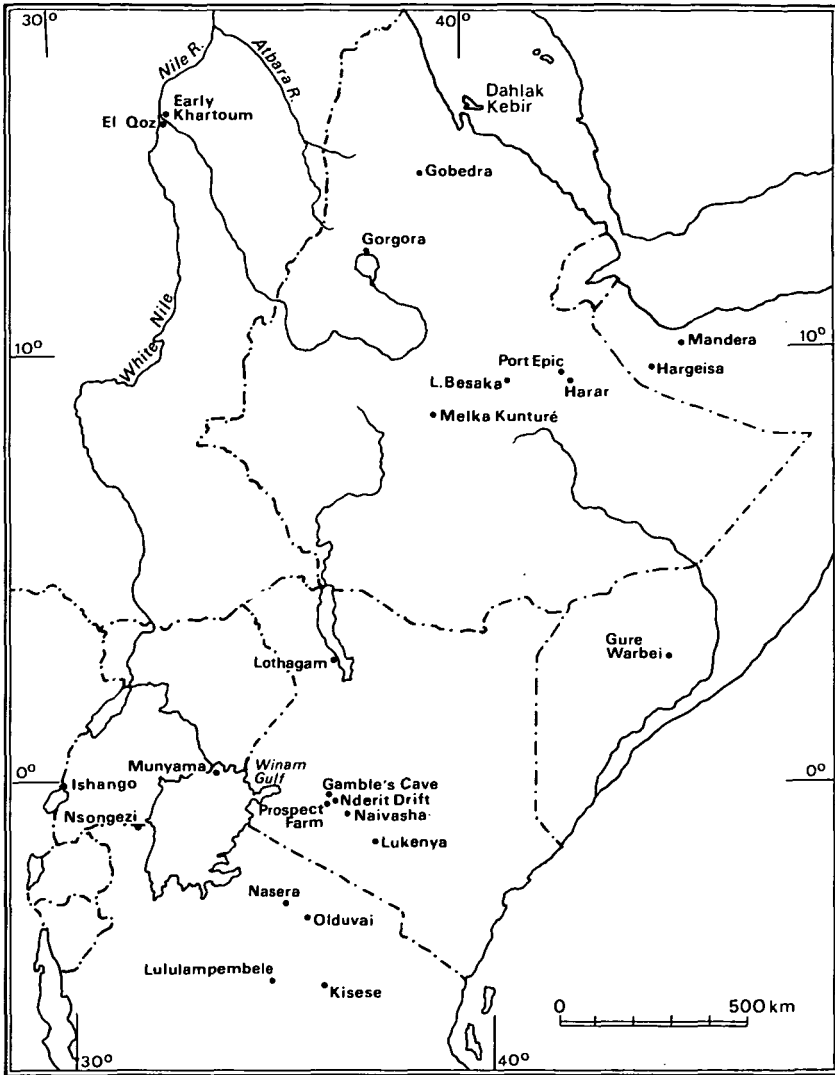 30°
40°
Nile R.
Atbara R.
Dahlak
Kebir
Early
Khartoum
El Qoz
Gobedra
Gorgora
White Nile
Mandera
10°
10°
Port Epic
Hargeisa
L.Besaka
Harar
Melka Kunturé
Gure
Warbei
Lothagam
Munyama
Winam
Gulf
0°
0°
Ishango
Gamble's Cave
Nderit Drift
Prospect
Farm
Naivasha
Nsongezi
Lukenya
Nasera
Olduvai
Lululampembele
Kisese
0
500 km
30°
40°